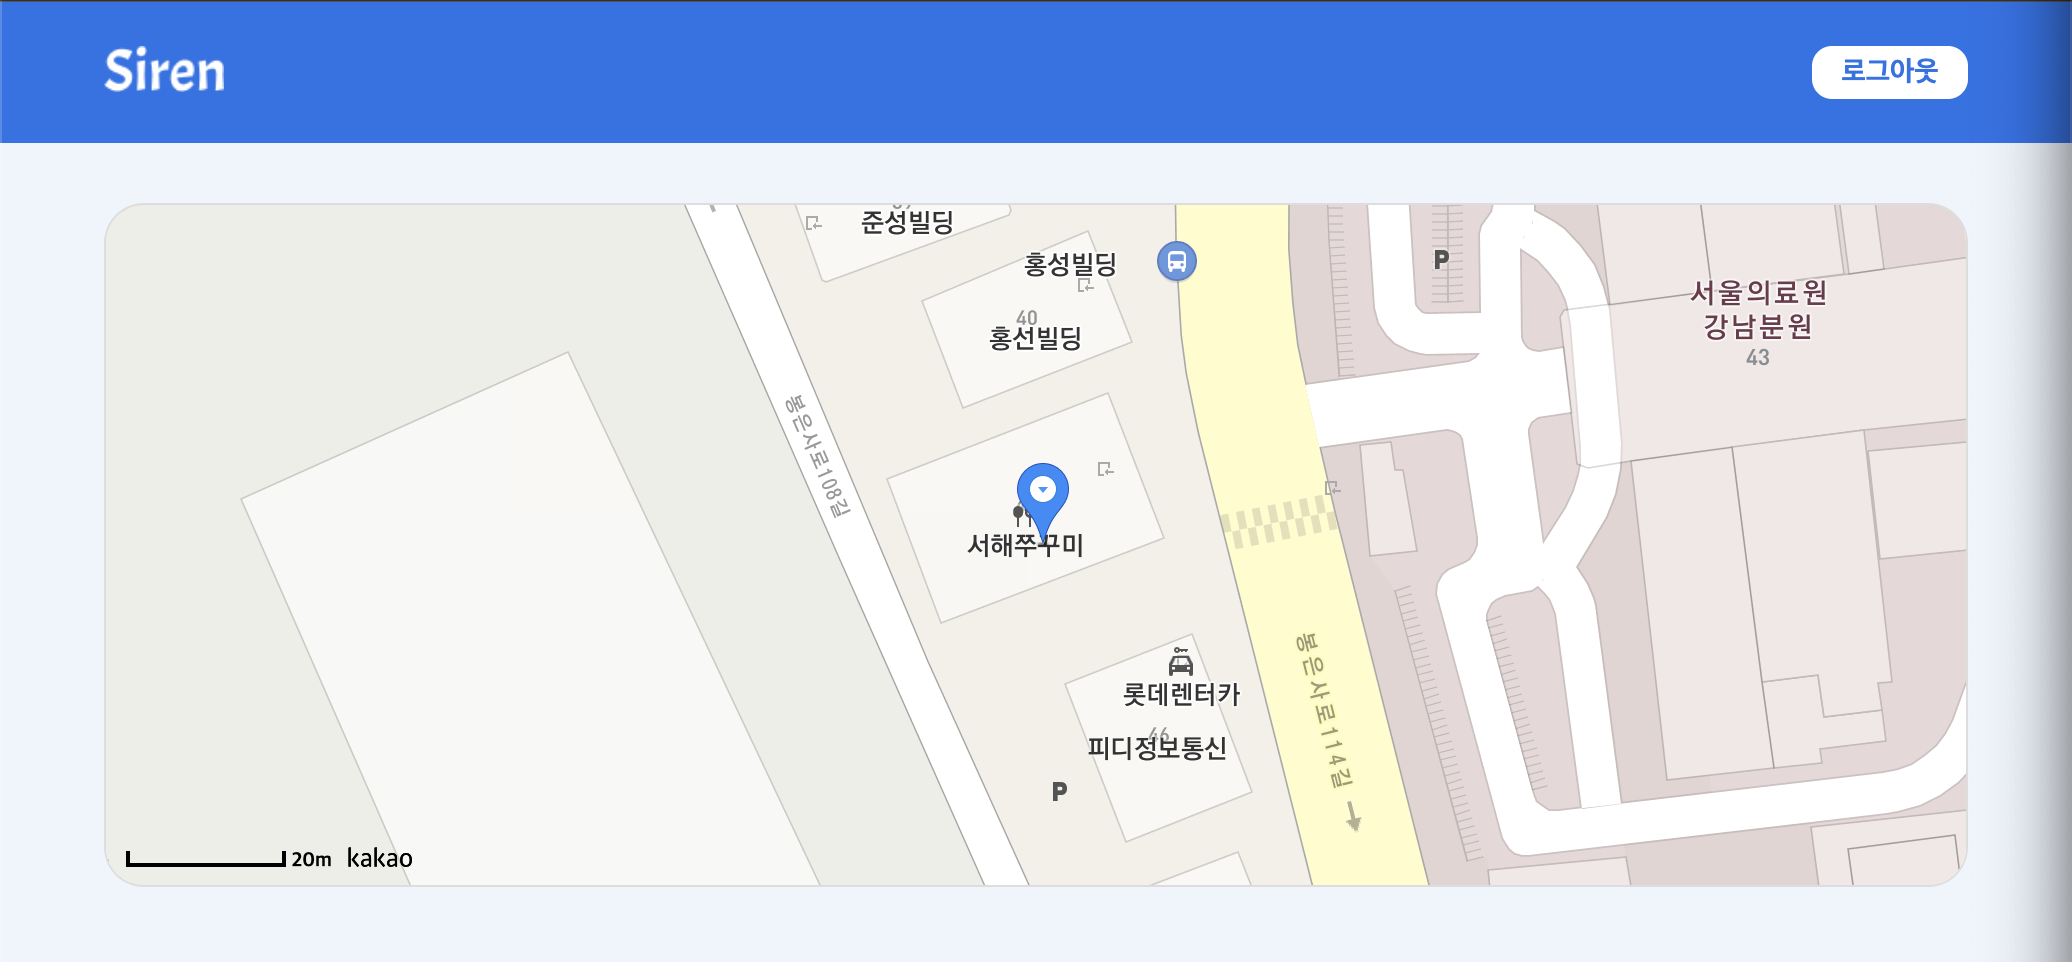 Siren
로그아웃
준성빌딩
홍성빌딩
40
홍선빌딩
P
서울의료원
강남분원
43
봉은사로108길
서해쭈꾸미
롯데렌터카
46
피디정보통신
봉은사로114길
P
20m kakao